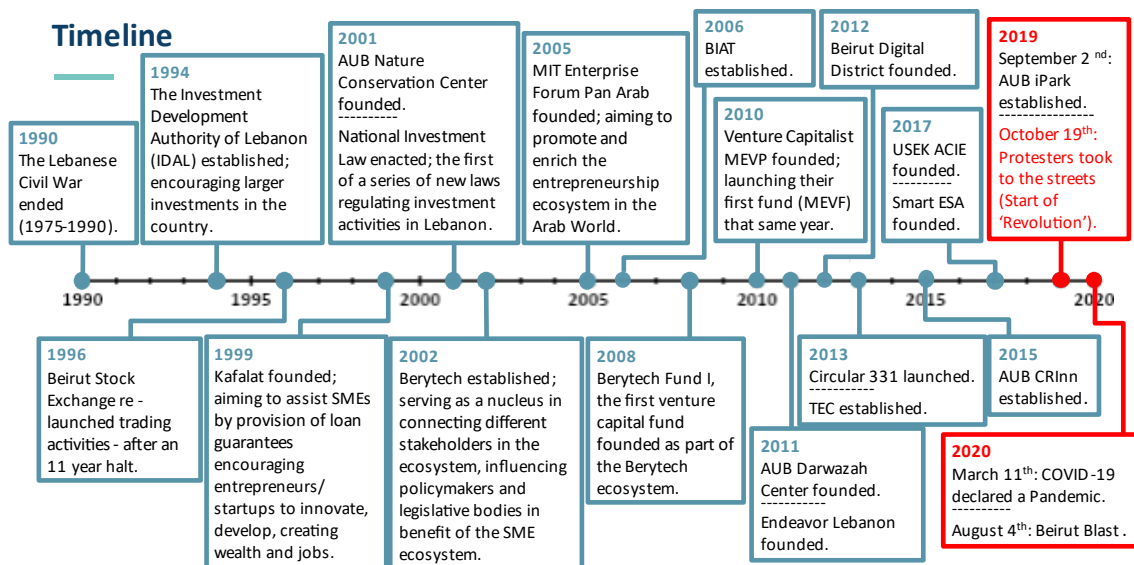 Timeline
1990
The Lebanese
Civil War
ended
(1975-1990).
1994
The Investment
Development
Authority of Lebanon
(IDAL) established;
encouraging larger
investments in the
country.
2001
AUB Nature
Conservation Center
founded.
----------
National Investment
Law enacted; the first
of a series of new laws
regulating investment
activities in Lebanon.
2005
MIT Enterprise
Forum Pan Arab
founded; aiming to
promote and
enrich the
entrepreneurship
ecosystem in the
Arab World.
2006
BIAT
established.
2010
Venture Capitalist
MEVP founded;
launching their
first fund (MEVF)
that same year.
2012
Beirut Digital
District founded.
2017
USEK ACIE
founded.
----------
Smart ESA
founded.
2019
September 2 nd:
AUB iPark
established.
----------------
October 19th:
Protesters took
to the streets
(Start of
‘Revolution’).
1990 1995 2000 2005 2010 2015 2020
1996
Beirut Stock
Exchange re -
launched trading
activities - after an
11 year halt.
1999
Kafalat founded;
aiming to assist SMEs
by provision of loan
guarantees
encouraging
entrepreneurs/
startups to innovate,
develop, creating
wealth and jobs.
2002
Berytech established;
serving as a nucleus in
connecting different
stakeholders in the
ecosystem, influencing
policymakers and
legislative bodies in
benefit of the SME
ecosystem.
2008
Berytech Fund I,
the first venture
capital fund
founded as part of
the Berytech
ecosystem.
2011
AUB Darwazah
Center founded.
-----------
Endeavor Lebanon
founded.
2013
Circular 331 launched.
-----------
TEC established.
2015
AUB CRInn
established.
2020
March 11th: COVID -19
declared a Pandemic.
----------
August 4th: Beirut Blast .